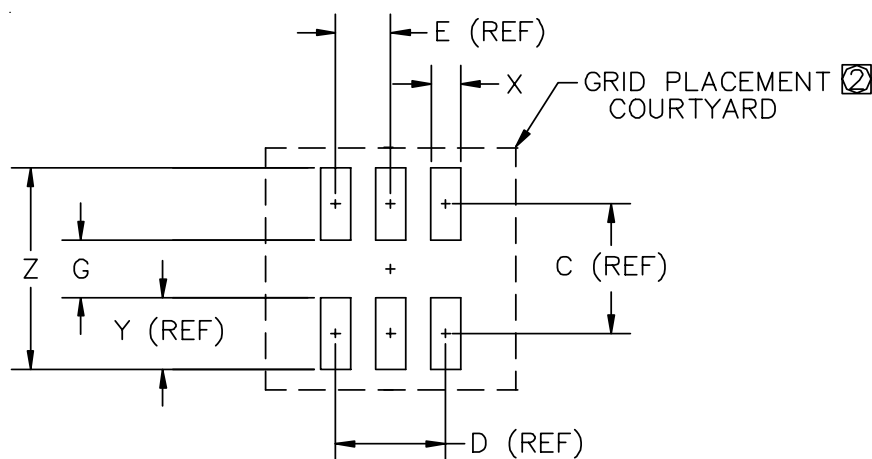 E (REF)
X
GRID PLACEMENT 2
COURTYARD
Z
G
C (REF)
Y (REF)
D (REF)